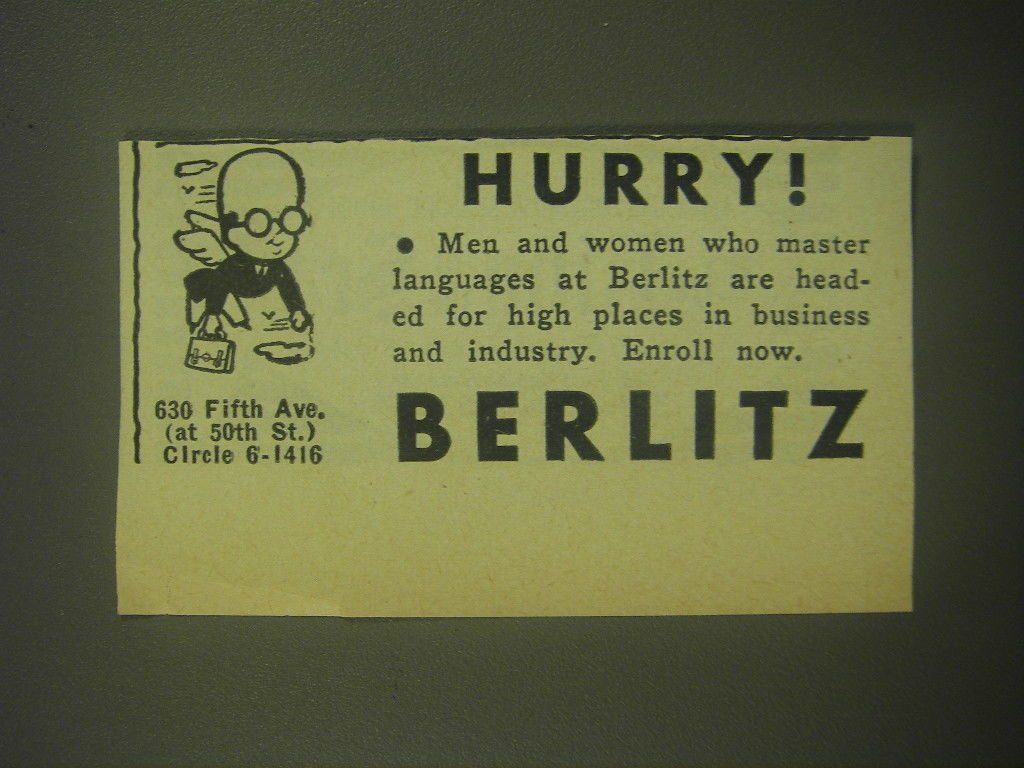 HURRY!
• Men and women who master
languages at Berlitz are head-
ed for high places in business
and industry. Enroll now.
BERLITZ
630 Fifth Ave.
(at 50th St.)
Circle 6-1416